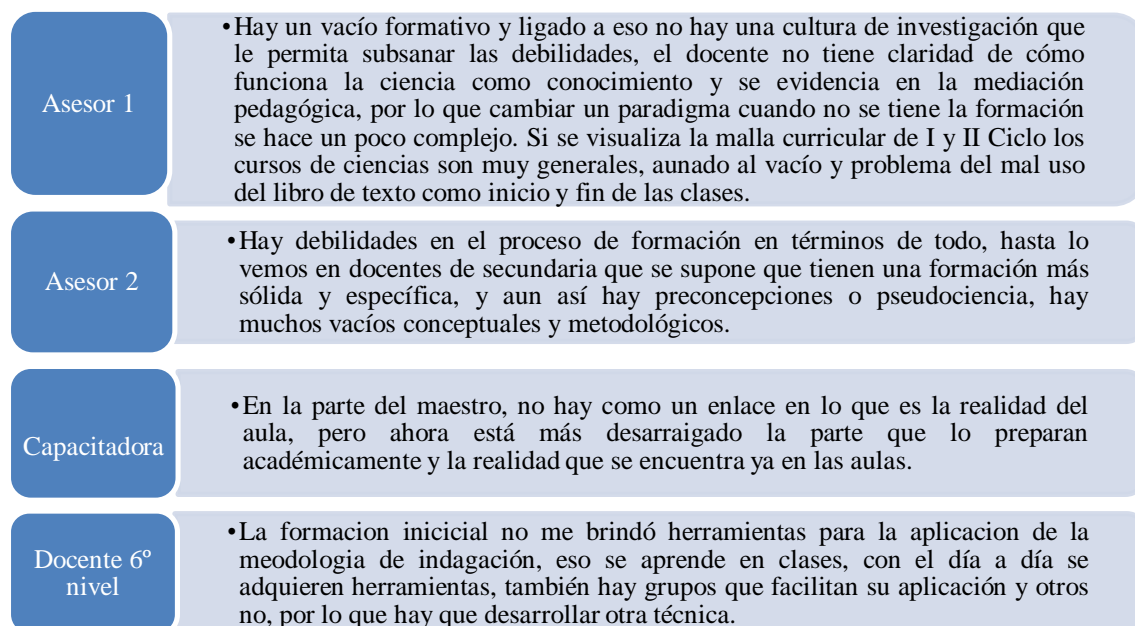 Asesor 1
•Hay un vacío formativo y ligado a eso no hay una cultura de investigación que
le permita subsanar las debilidades, el docente no tiene claridad de cómo
funciona la ciencia como conocimiento y se evidencia en la mediación
pedagógica, por lo que cambiar un paradigma cuando no se tiene la formación
se hace un poco complejo. Si se visualiza la malla curricular de I y II Ciclo los
cursos de ciencias son muy generales, aunado al vacío y problema del mal uso
del libro de texto como inicio y fin de las clases.
Asesor 2
•Hay debilidades en el proceso de formación en términos de todo, hasta lo
vemos en docentes de secundaria que se supone que tienen una formación más
sólida y específica, y aun así hay preconcepciones o pseudociencia, hay
muchos vacíos conceptuales y metodológicos.
Capacitadora
•En la parte del maestro, no hay como un enlace en lo que es la realidad del
aula, pero ahora está más desarraigado la parte que lo preparan
académicamente y la realidad que se encuentra ya en las aulas.
Docente 6º
nivel
•La formacion inicicial no me brindó herramientas para la aplicacion de la
meodologia de indagación, eso se aprende en clases, con el día a día se
adquieren herramientas, también hay grupos que facilitan su aplicación y otros
no, por lo que hay que desarrollar otra técnica.